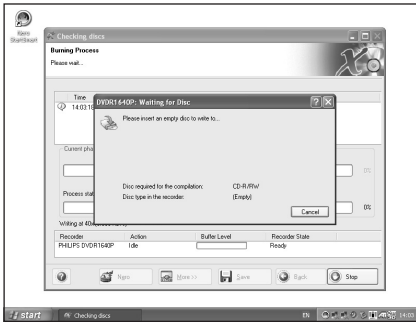 Nero
StartSmart
Checking discs
Burning Process
Please wait...
Time
14:03:18
DVDR1640P: Waiting for Disc
Please insert an empty disc to write to...
Current pha
Disc required for the compilation: CD-R/RW
Disc type in the recorder: (Empty)
Cancel
0%
Process stat
0%
Writing at 40x
Recorder Action Buffer Level Recorder State
PHILIPS DVDR1640P Idle Ready
Nero More >> Save Back Stop
start Checking discs EN 14:03